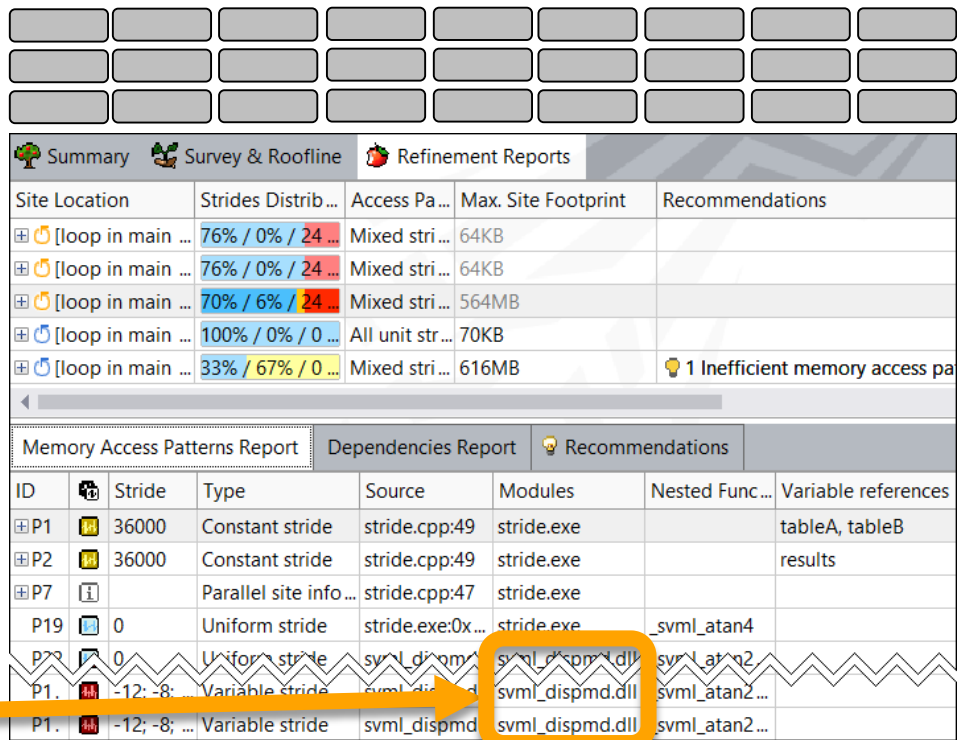 Summary Survey & Roofline Refinement Reports
Site Location Strides Distrib... Access Pa... Max. Site Footprint Recommendations
[loop in main ... 76% / 0% / 24 ... Mixed stri... 64KB
[loop in main ... 76% / 0% / 24 ... Mixed stri... 64KB
[loop in main ... 70% / 6% / 24 ... Mixed stri... 564MB
[loop in main ... 100% / 0% / 0 ... All unit str... 70KB
[loop in main ... 33% / 67% / 0 ... Mixed stri... 616MB 1 Inefficient memory access pa
Memory Access Patterns Report Dependencies Report Recommendations
ID Stride Type Source Modules Nested Func... Variable references
P1 36000 Constant stride stride.cpp:49 stride.exe tableA, tableB
P2 36000 Constant stride stride.cpp:49 stride.exe results
P7 Parallel site info... stride.cpp:47 stride.exe
P19 0 Uniform stride stride.exe:0x... stride.exe _svml_atan4
0 Uniform stride svml_dispmd.dll
P1. -12; -8; ... Variable stride svml_dispmd.dll _svml_atan2...
P1. -12; -8; ... Variable stride svml_dispmd svml_dispmd.dll _svml_atan2...